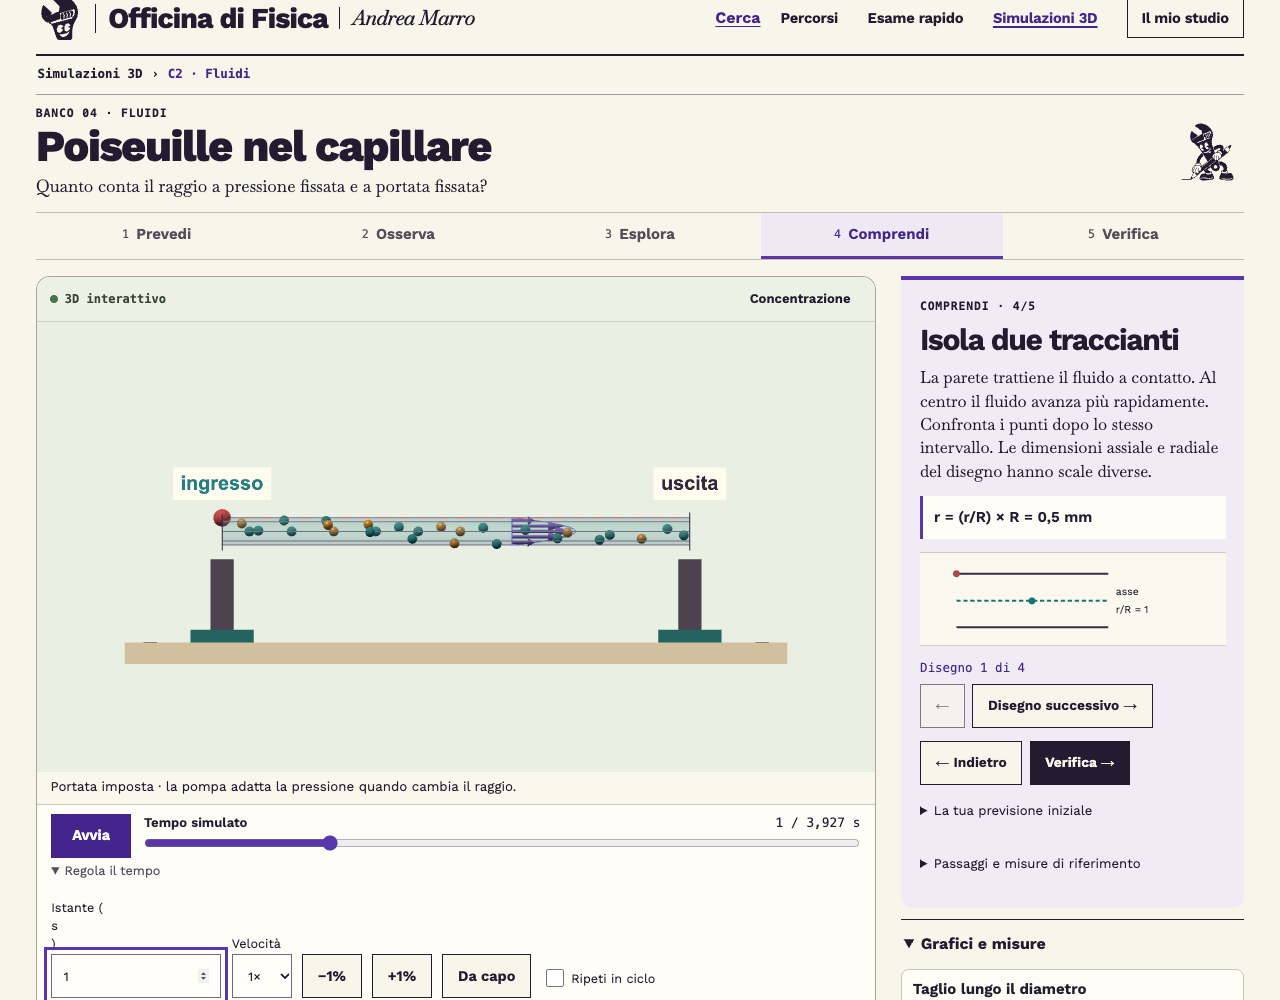 Officina di Fisica
Andrea Marro
Cerca
Percorsi
Esame rapido
Simulazioni 3D
Il mio studio
Simulazioni 3D › C2 · Fluidi
BANCO 04 · FLUIDI
Poiseuille nel capillare
Quanto conta il raggio a pressione fissata e a portata fissata?
1 Prevedi
2 Osserva
3 Esplora
4 Comprendi
5 Verifica
3D interattivo
Concentrazione
ingresso
uscita
Portata imposta · la pompa adatta la pressione quando cambia il raggio.
Avvia
Tempo simulato
1 / 3,927 s
▼ Regola il tempo
Istante (
s
)
1
Velocità
1×
−1%
+1%
Da capo
Ripeti in ciclo
COMPRENDI · 4/5
Isola due traccianti
La parete trattiene il fluido a contatto. Al
centro il fluido avanza più rapidamente.
Confronta i punti dopo lo stesso
intervallo. Le dimensioni assiale e radiale
del disegno hanno scale diverse.
r = (r/R) × R = 0,5 mm
asse
r/R = 1
Disegno 1 di 4
←
Disegno successivo →
← Indietro
Verifica →
▶ La tua previsione iniziale
▶ Passaggi e misure di riferimento
▼ Grafici e misure
Taglio lungo il diametro